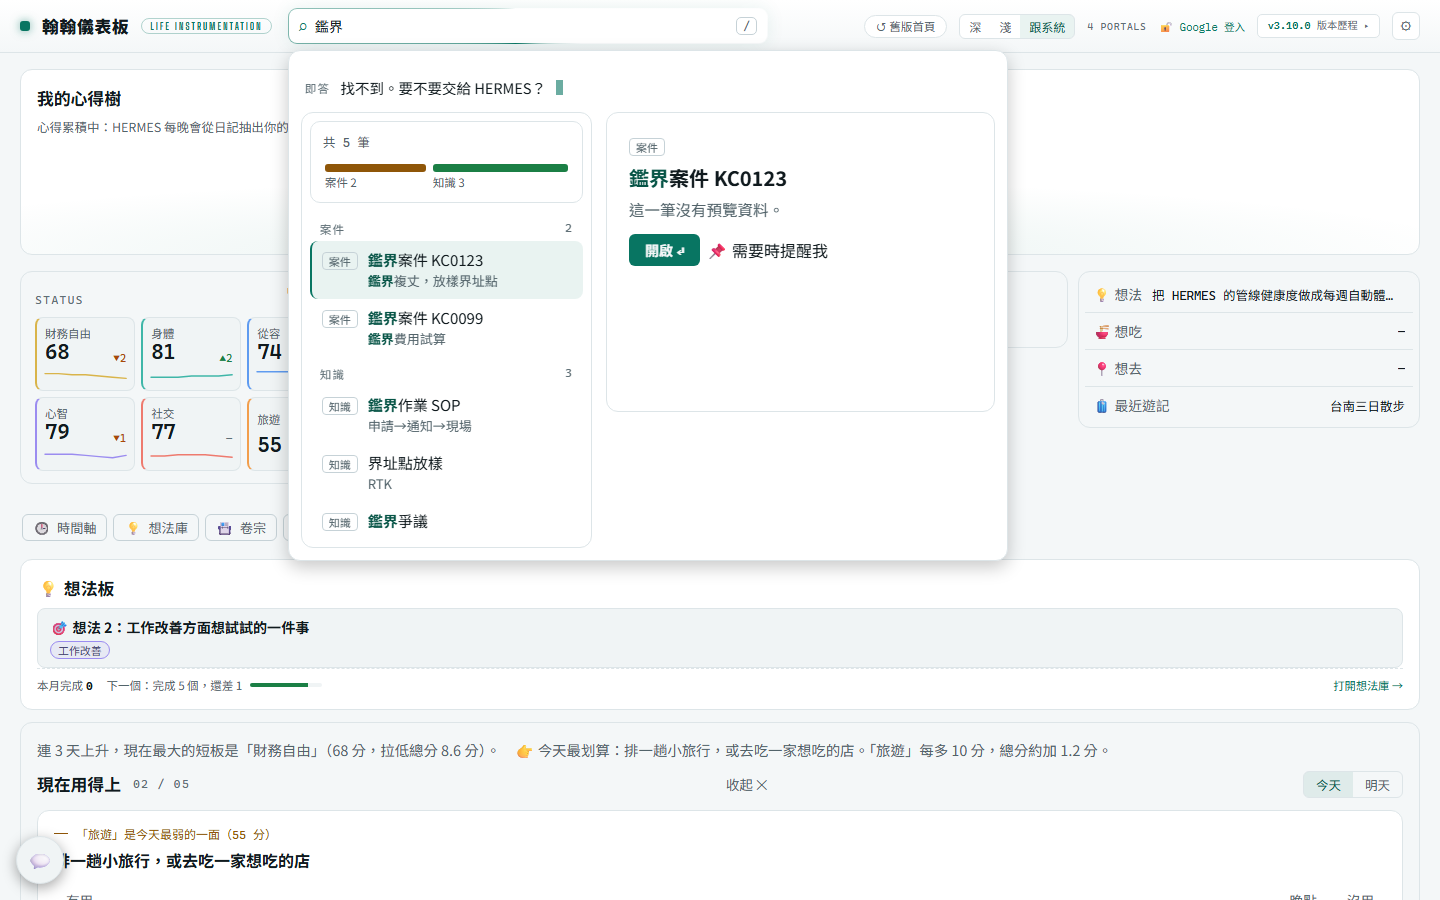 翰翰儀表板
LIFE INSTRUMENTATION
鑑界
/
↺ 舊版首頁
深
淺
跟系統
4 PORTALS
Google 登入
v3.10.0 版本歷程 ▸
我的心得樹
心得累積中：HERMES 每晚會從日記抽出你的
即答 找不到。要不要交給 HERMES？
共 5 筆
案件 2
知識 3
案件 2
案件 鑑界案件 KC0123
鑑界複丈，放樣界址點
案件 鑑界案件 KC0099
鑑界費用試算
知識 3
知識 鑑界作業 SOP
申請→通知→現場
知識 界址點放樣
RTK
知識 鑑界爭議
案件
鑑界案件 KC0123
這一筆沒有預覽資料。
開啟 ⏎
📌 需要時提醒我
STATUS
財務自由
68 ▼2
身體
81 ▲2
從容
74
心智
79 ▼1
社交
77 —
旅遊
55
💡 想法 把 HERMES 的管線健康度做成每週自動體…
想吃 —
想去 —
最近遊記 台南三日散步
時間軸
想法庫
卷宗
💡 想法板
🎯 想法 2：工作改善方面想試試的一件事
工作改善
本月完成 0 下一個：完成 5 個，還差 1
打開想法庫 →
連 3 天上升，現在最大的短板是「財務自由」（68 分，拉低總分 8.6 分）。 👉 今天最划算：排一趟小旅行，或去吃一家想吃的店。「旅遊」每多 10 分，總分約加 1.2 分。
現在用得上 02 / 05
收起 ✕
今天
明天
「旅遊」是今天最弱的一面（55 分）
一趟小旅行，或去吃一家想吃的店